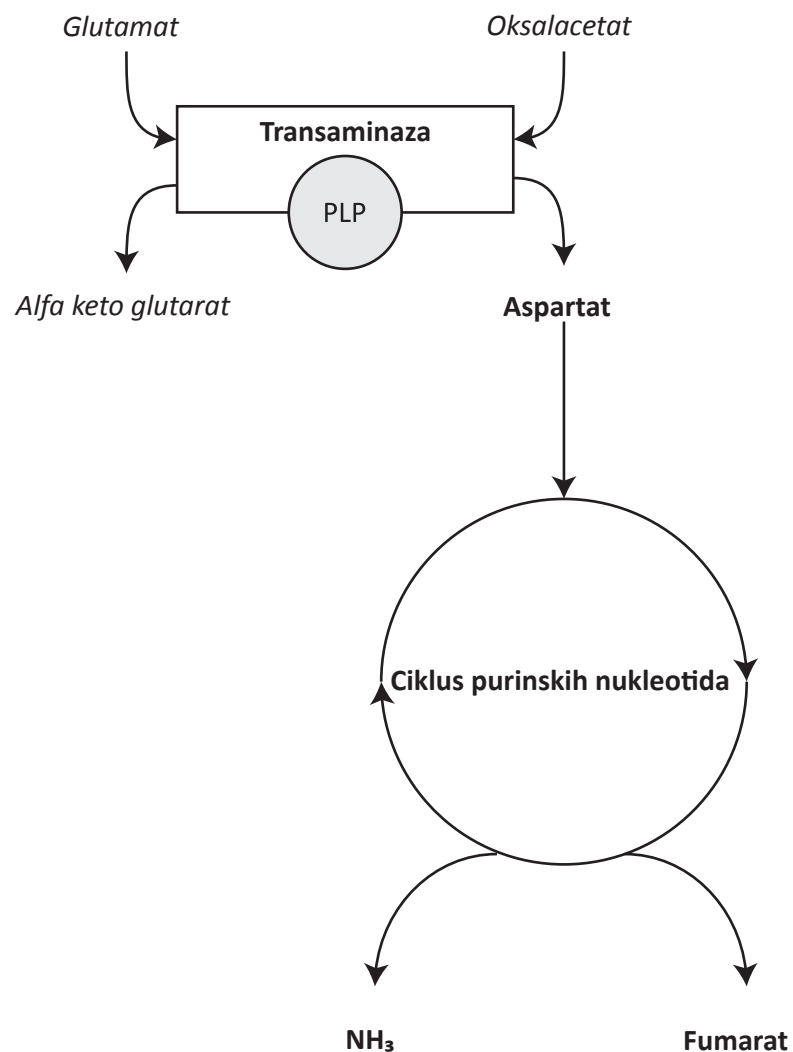 Glutamat
Oksalacetat
Transaminaza
PLP
Alfa keto glutarat
Aspartat
Ciklus purinskih nukleotida
NH₃
Fumarat